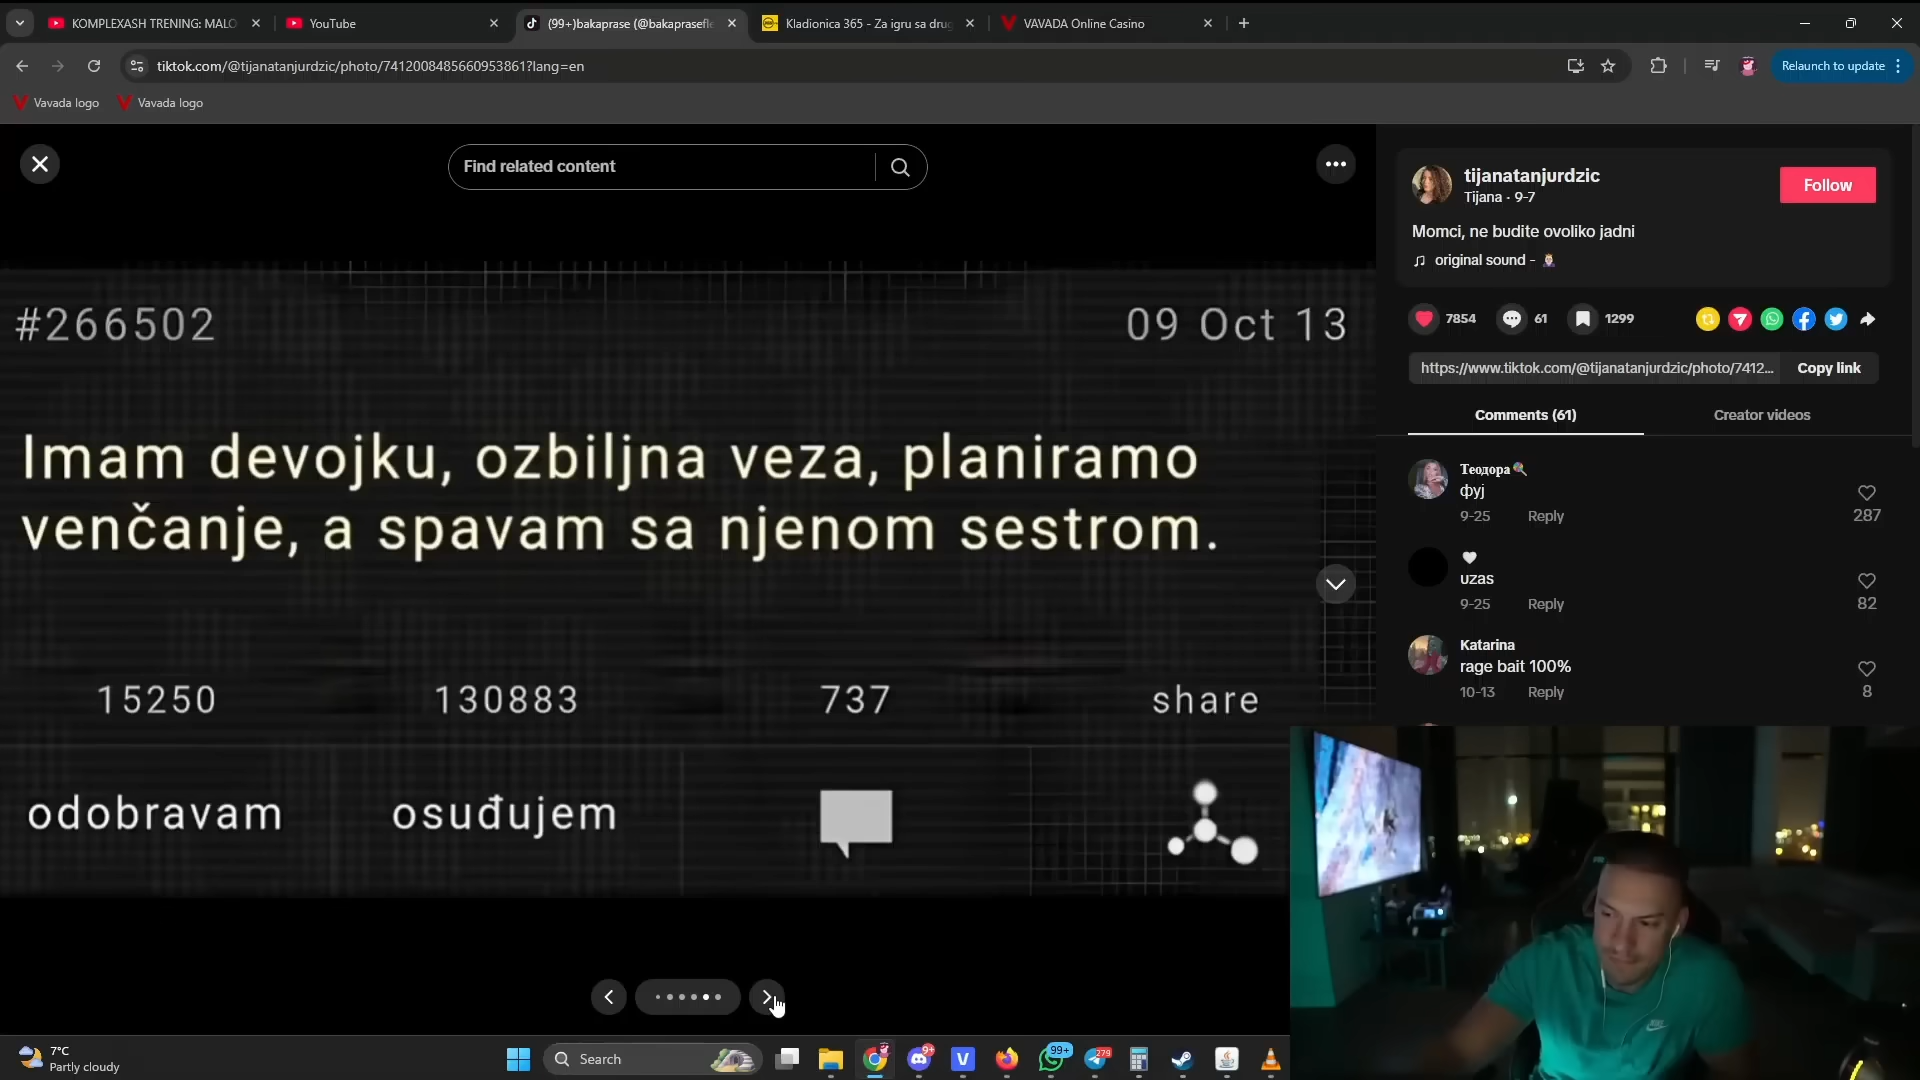 KOMPLEXASH TRENING: MALO
YouTube
(99+)bakaprase (@bakaprasefle
Kladionica 365 - Za igru sa drug
VAVADA Online Casino
tiktok.com/@tijanatanjurdzic/photo/7412008485660953861?lang=en
Relaunch to update
Vavada logo
Vavada logo
Find related content
tijanatanjurdzic
Tijana · 9-7
Follow
Momci, ne budite ovoliko jadni
original sound -
7854
61
1299
https://www.tiktok.com/@tijanatanjurdzic/photo/7412...
Copy link
Comments (61)
Creator videos
#266502
09 Oct 13
Imam devojku, ozbiljna veza, planiramo
venčanje, a spavam sa njenom sestrom.
15250
130883
737
share
odobravam
osuđujem
Теодора
фуј
9-25
Reply
287
uzas
9-25
Reply
82
Katarina
rage bait 100%
10-13
Reply
8
7°C
Partly cloudy
Search
9+
V
99+
279